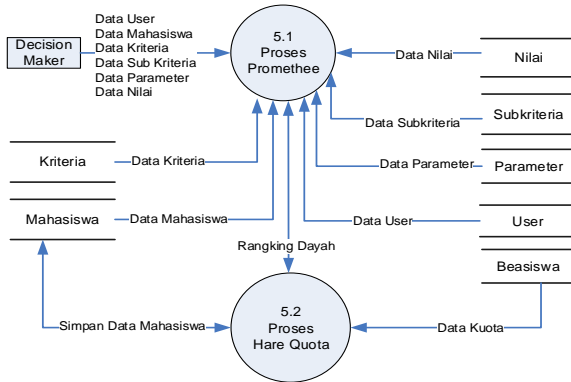 Decision
Maker
Data User
Data Mahasiswa
Data Kriteria
Data Sub Kriteria
Data Parameter
Data Nilai
5.1
Proses
Promethee
Data Nilai
Nilai
Data Subkriteria
Subkriteria
Kriteria
Data Kriteria
Data Parameter
Parameter
Mahasiswa
Data Mahasiswa
Data User
User
Rangking Dayah
Beasiswa
5.2
Proses
Hare Quota
Simpan Data Mahasiswa
Data Kuota